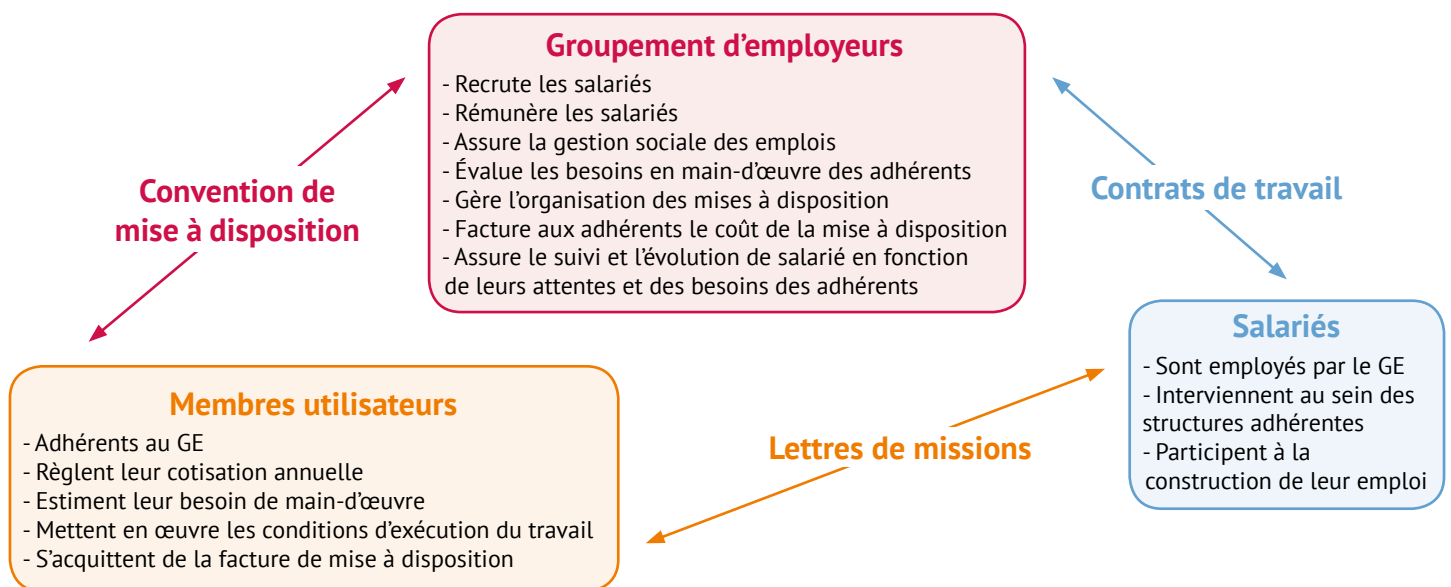 Groupement d’employeurs
- Recrute les salariés
- Rémunère les salariés
- Assure la gestion sociale des emplois
- Évalue les besoins en main-d’œuvre des adhérents
- Gère l’organisation des mises à disposition
- Facture aux adhérents le coût de la mise à disposition
- Assure le suivi et l’évolution de salarié en fonction
de leurs attentes et des besoins des adhérents
Convention de
mise à disposition
Contrats de travail
Salariés
- Sont employés par le GE
- Interviennent au sein des
structures adhérentes
- Participent à la
construction de leur emploi
Membres utilisateurs
- Adhérents au GE
- Règlent leur cotisation annuelle
- Estiment leur besoin de main-d’œuvre
- Mettent en œuvre les conditions d’exécution du travail
- S’acquittent de la facture de mise à disposition
Lettres de missions